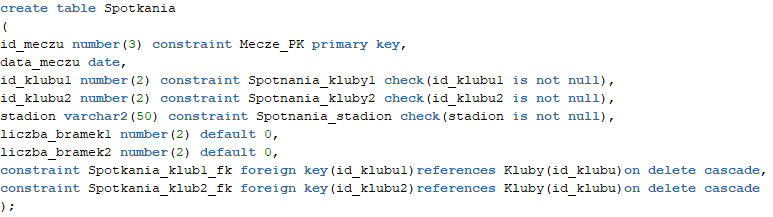 create table Spotkania
(
id_meczu number(3) constraint Mecze_PK primary key,
data_meczu date,
id_klubu1 number(2) constraint Spotnania_kluby1 check(id_klubu1 is not null),
id_klubu2 number(2) constraint Spotnania_kluby2 check(id_klubu2 is not null),
stadion varchar2(50) constraint Spotnania_stadion check(stadion is not null),
liczba_bramek1 number(2) default 0,
liczba_bramek2 number(2) default 0,
constraint Spotkania_klub1_fk foreign key(id_klubu1)references Kluby(id_klubu)on delete cascade,
constraint Spotkania_klub2_fk foreign key(id_klubu2)references Kluby(id_klubu)on delete cascade
);